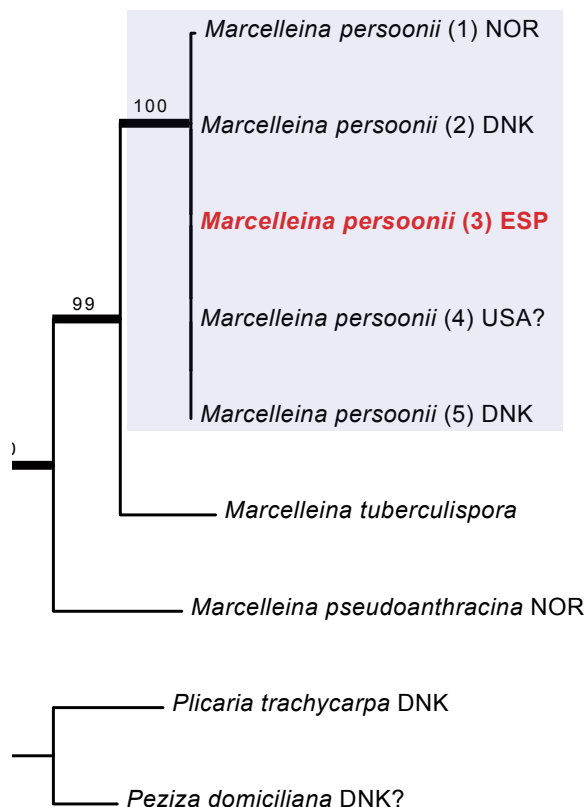 Marcelleina persoonii (1) NOR
100
Marcelleina persoonii (2) DNK
Marcelleina persoonii (3) ESP
99
Marcelleina persoonii (4) USA?
Marcelleina persoonii (5) DNK
Marcelleina tuberculispora
Marcelleina pseudoanthracina NOR
Plicaria trachycarpa DNK
Peziza domiciliana DNK?